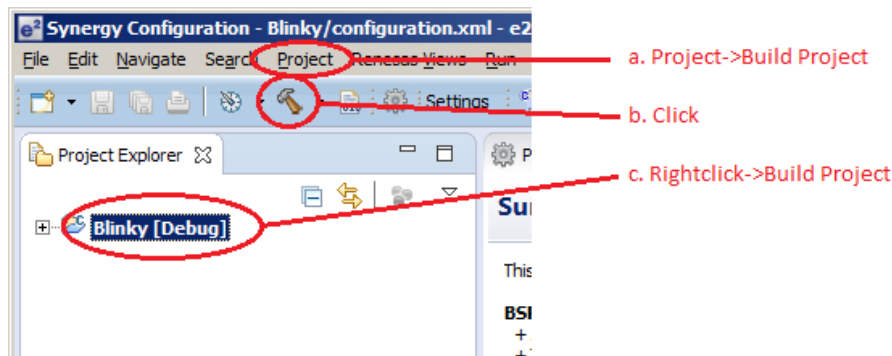 e² Synergy Configuration - Blinky/configuration.xml - e2
File Edit Navigate Search Project Renesas Views Run
a. Project->Build Project
Settings
b. Click
Project Explorer
c. Rightclick->Build Project
Blinky [Debug]
This